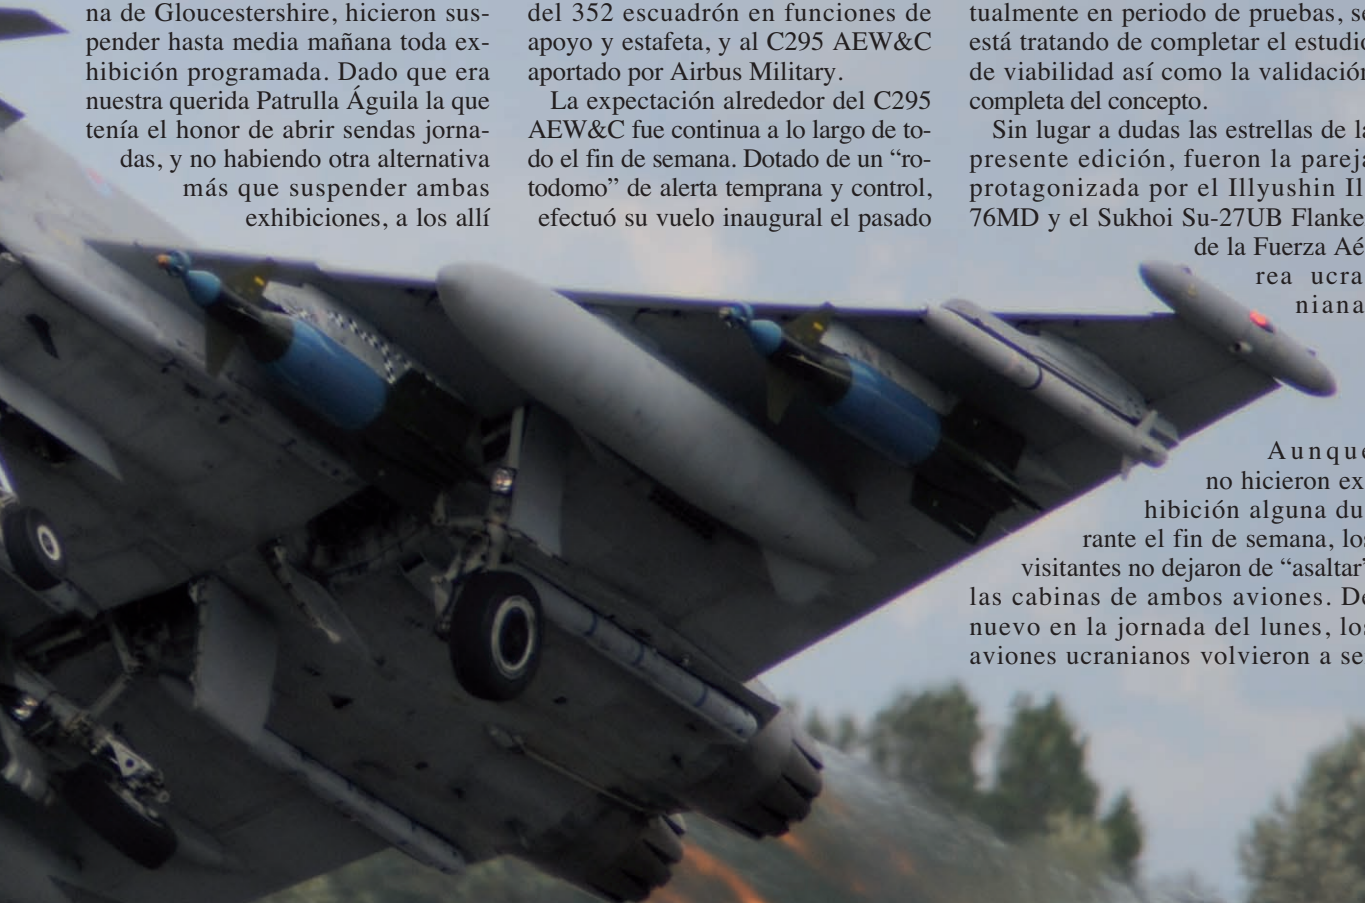 na de Gloucestershire, hicieron sus-
pender hasta media mañana toda ex-
hibición programada. Dado que era
nuestra querida Patrulla Águila la que
tenía el honor de abrir sendas jorna-
das, y no habiendo otra alternativa
más que suspender ambas
exhibiciones, a los allí
del 352 escuadrón en funciones de
apoyo y estafeta, y al C295 AEW&C
aportado por Airbus Military.
La expectación alrededor del C295
AEW&C fue continua a lo largo de to-
do el fin de semana. Dotado de un “ro-
todomo” de alerta temprana y control,
efectuó su vuelo inaugural el pasado
tualmente en periodo de pruebas, se
está tratando de completar el estudio
de viabilidad así como la validación
completa del concepto.
Sin lugar a dudas las estrellas de la
presente edición, fueron la pareja
protagonizada por el Illyushin Il
76MD y el Sukhoi Su-27UB Flanker
de la Fuerza Aé
rea ucra
niana
Aunque
no hicieron ex
hibición alguna du
rante el fin de semana, los
visitantes no dejaron de “asaltar”
las cabinas de ambos aviones. De
nuevo en la jornada del lunes, los
aviones ucranianos volvieron a se